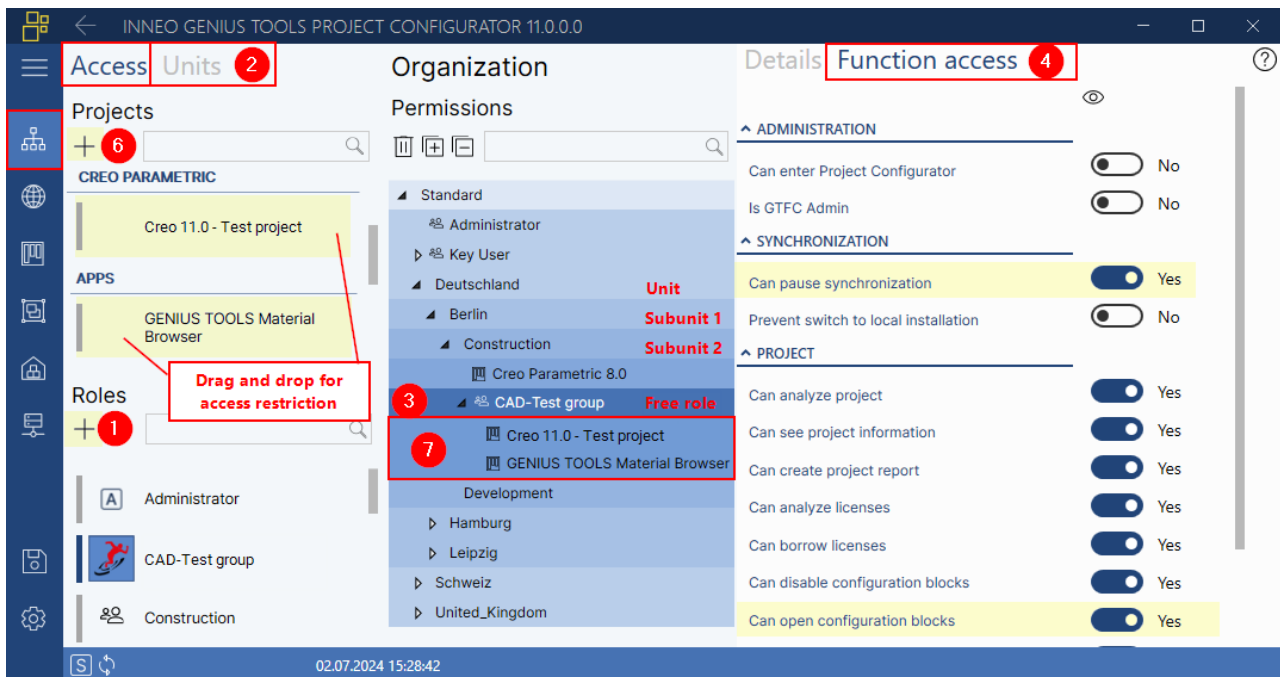 INNEO GENIUS TOOLS PROJECT CONFIGURATOR 11.0.0.0
Access Units 2
Projects
6
CREO PARAMETRIC
Creo 11.0 - Test project
APPS
GENIUS TOOLS Material
Browser
Drag and drop for
access restriction
Roles
1
A Administrator
CAD-Test group
Construction
Organization
Permissions
Standard
Administrator
Key User
Deutschland Unit
Berlin Subunit 1
Construction Subunit 2
Creo Parametric 8.0
3 CAD-Test group Free role
7 Creo 11.0 - Test project
GENIUS TOOLS Material Browser
Development
Hamburg
Leipzig
Schweiz
United_Kingdom
Details Function access 4
?
ADMINISTRATION
Can enter Project Configurator No
Is GTFC Admin No
SYNCHRONIZATION
Can pause synchronization Yes
Prevent switch to local installation No
PROJECT
Can analyze project Yes
Can see project information Yes
Can create project report Yes
Can analyze licenses Yes
Can borrow licenses Yes
Can disable configuration blocks Yes
Can open configuration blocks Yes
S 02.07.2024 15:28:42